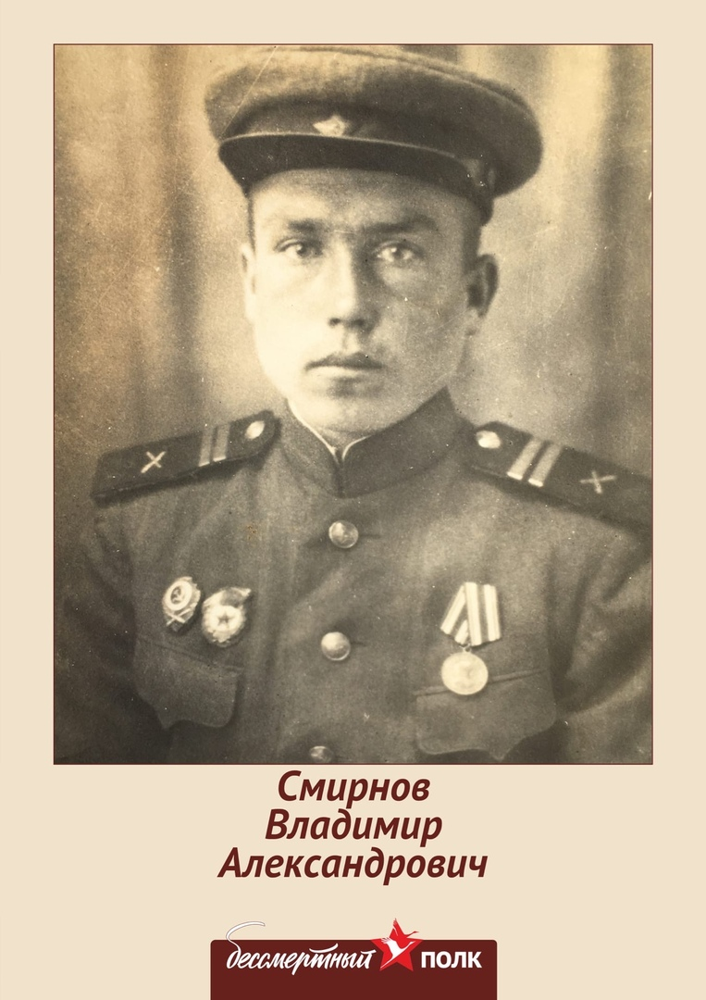 Смирнов
Владимир
Александрович
бессмертный ПОЛК